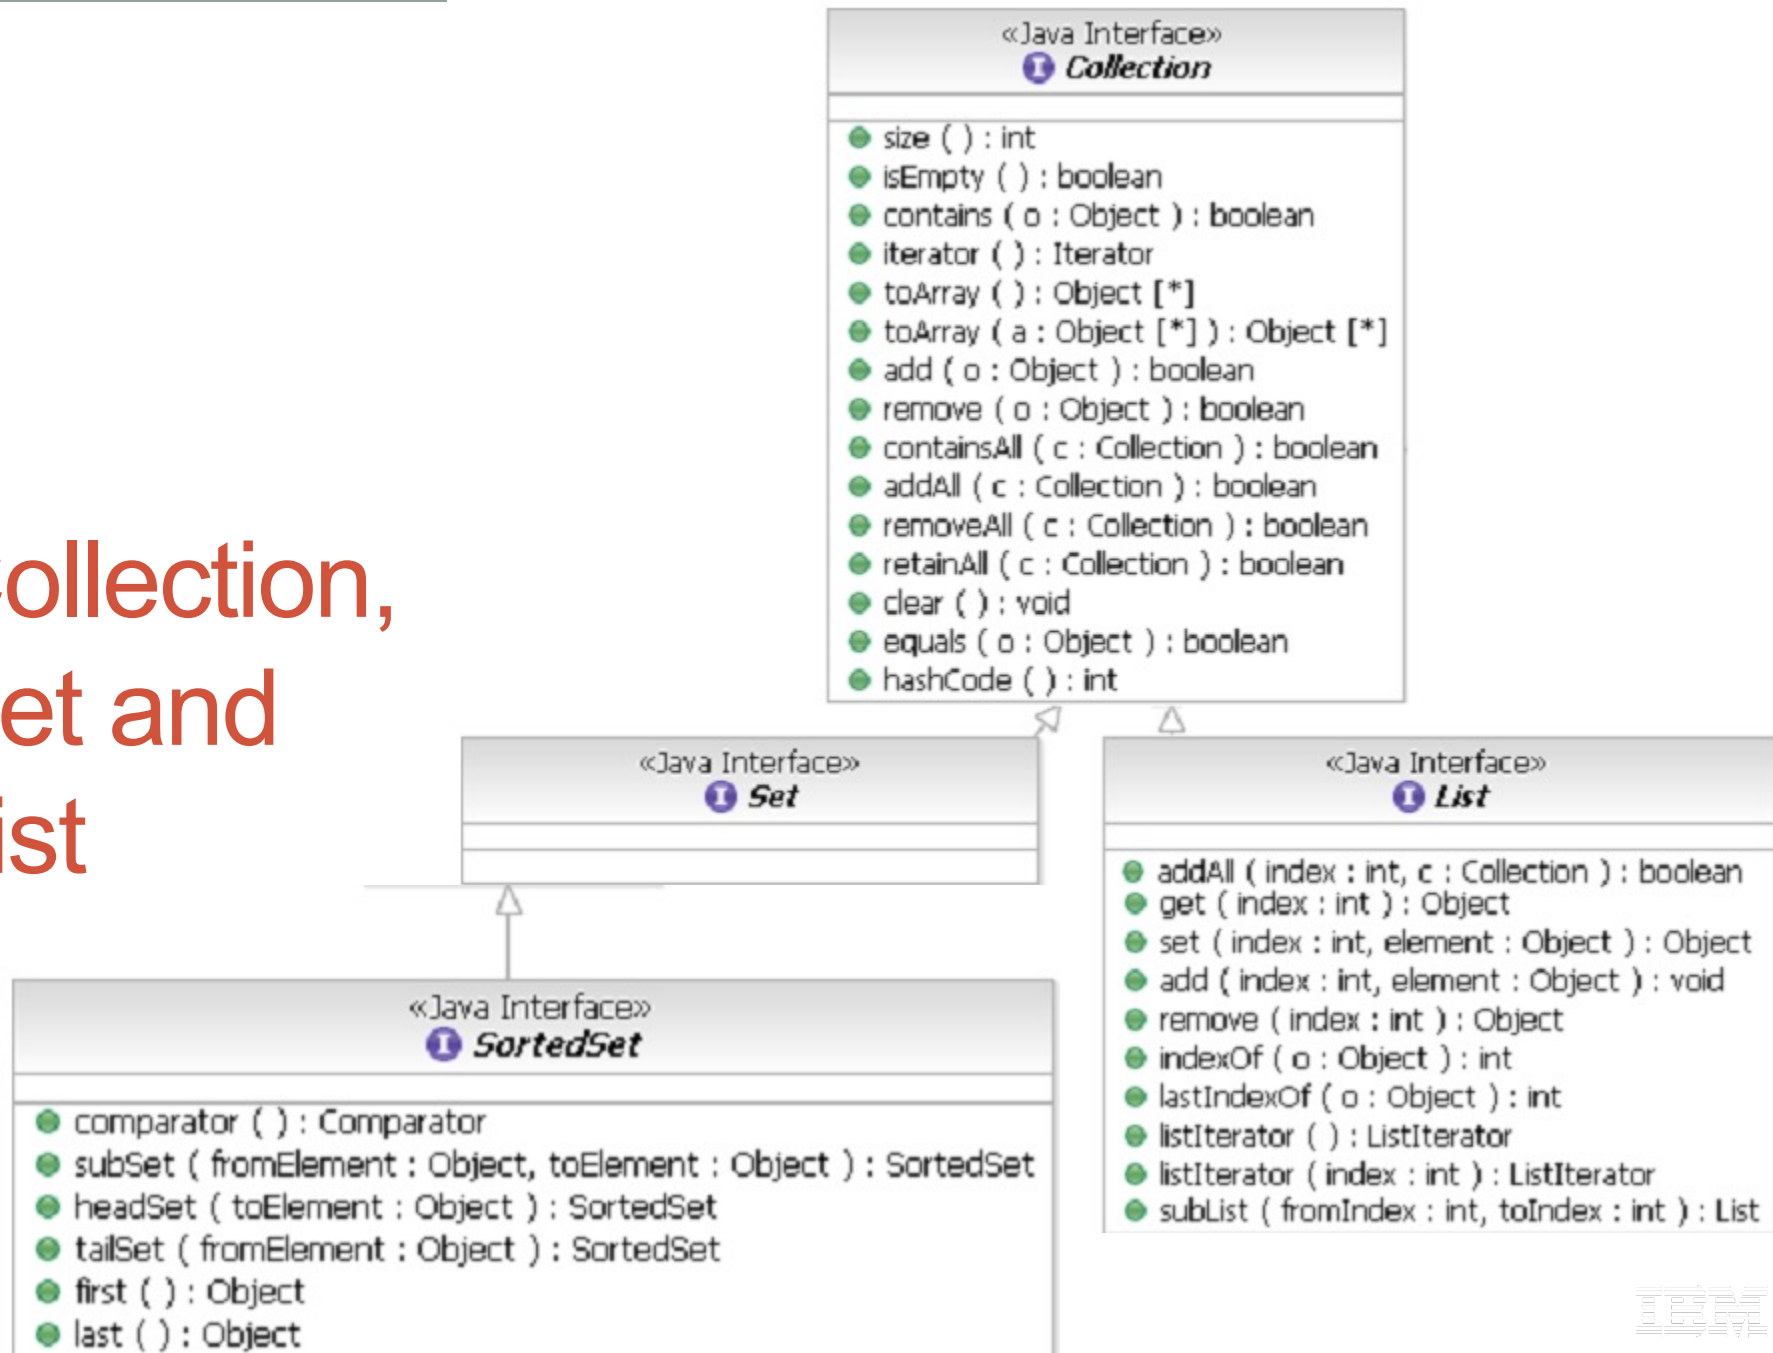 ollection,
et and
ist
«Java Interface»
I Collection
size ( ) : int
isEmpty ( ) : boolean
contains ( o : Object ) : boolean
iterator ( ) : Iterator
toArray ( ) : Object [*]
toArray ( a : Object [*] ) : Object [*]
add ( o : Object ) : boolean
remove ( o : Object ) : boolean
containsAll ( c : Collection ) : boolean
addAll ( c : Collection ) : boolean
removeAll ( c : Collection ) : boolean
retainAll ( c : Collection ) : boolean
clear ( ) : void
equals ( o : Object ) : boolean
hashCode ( ) : int
«Java Interface»
I Set
«Java Interface»
I List
addAll ( index : int, c : Collection ) : boolean
get ( index : int ) : Object
set ( index : int, element : Object ) : Object
add ( index : int, element : Object ) : void
remove ( index : int ) : Object
indexOf ( o : Object ) : int
lastIndexOf ( o : Object ) : int
listIterator ( ) : ListIterator
listIterator ( index : int ) : ListIterator
subList ( fromIndex : int, toIndex : int ) : List
«Java Interface»
I SortedSet
comparator ( ) : Comparator
subSet ( fromElement : Object, toElement : Object ) : SortedSet
headSet ( toElement : Object ) : SortedSet
tailSet ( fromElement : Object ) : SortedSet
first ( ) : Object
last ( ) : Object
IBM